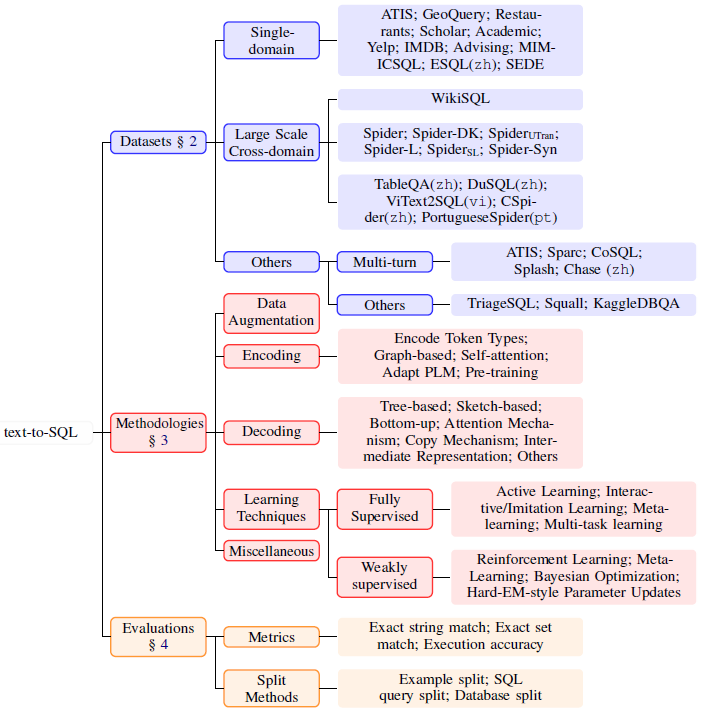 text-to-SQL
Datasets § 2
Single-
domain
ATIS; GeoQuery; Restau-
rants; Scholar; Academic;
Yelp; IMDB; Advising; MIM-
ICSQL; ESQL(zh); SEDE
Large Scale
Cross-domain
WikiSQL
Spider; Spider-DK; SpiderUTran;
Spider-L; SpiderSL; Spider-Syn
TableQA(zh); DuSQL(zh);
ViText2SQL(vi); CSpi-
der(zh); PortugueseSpider(pt)
Others
Multi-turn
ATIS; Sparc; CoSQL;
Splash; Chase (zh)
Others
TriageSQL; Squall; KaggleDBQA
Methodologies
§ 3
Data
Augmentation
Encoding
Encode Token Types;
Graph-based; Self-attention;
Adapt PLM; Pre-training
Decoding
Tree-based; Sketch-based;
Bottom-up; Attention Mecha-
nism; Copy Mechanism; Inter-
mediate Representation; Others
Learning
Techniques
Fully
Supervised
Active Learning; Interac-
tive/Imitation Learning; Meta-
learning; Multi-task learning
Weakly
supervised
Reinforcement Learning; Meta-
Learning; Bayesian Optimization;
Hard-EM-style Parameter Updates
Miscellaneous
Evaluations
§ 4
Metrics
Exact string match; Exact set
match; Execution accuracy
Split
Methods
Example split; SQL
query split; Database split